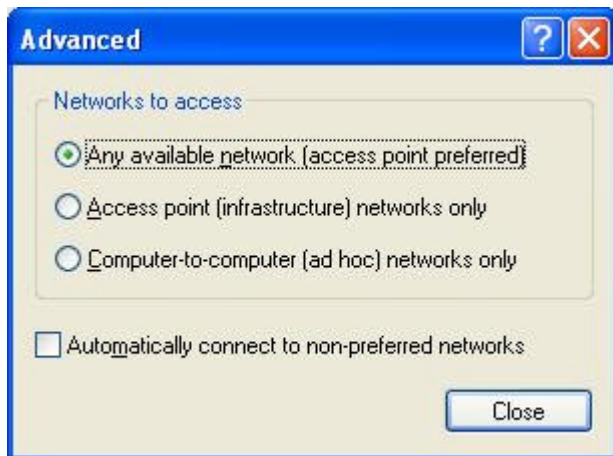 Advanced
Networks to access
Any available network (access point preferred)
Access point (infrastructure) networks only
Computer-to-computer (ad hoc) networks only
Automatically connect to non-preferred networks
Close